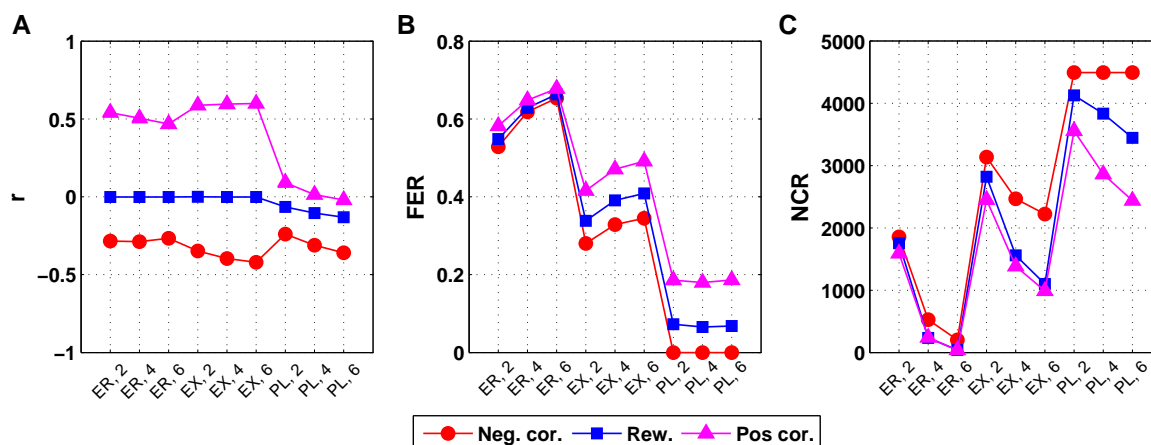 A
B
C
1
0.5
0
−0.5
−1
r
ER, 2
ER, 4
ER, 6
EX, 2
EX, 4
EX, 6
PL, 2
PL, 4
PL, 6
0.8
0.6
0.4
0.2
0
FER
ER, 2
ER, 4
ER, 6
EX, 2
EX, 4
EX, 6
PL, 2
PL, 4
PL, 6
5000
4000
3000
2000
1000
0
NCR
ER, 2
ER, 4
ER, 6
EX, 2
EX, 4
EX, 6
PL, 2
PL, 4
PL, 6
Neg. cor. Rew. Pos cor.